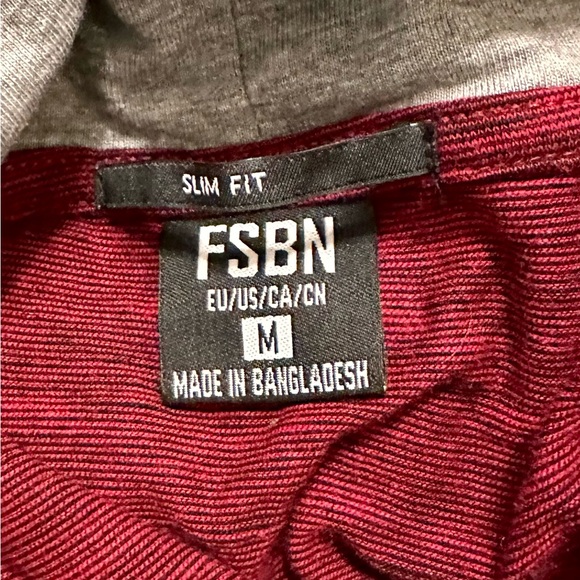 SLIM FIT
FSBN
EU/US/CA/CN
M
MADE IN BANGLADESH